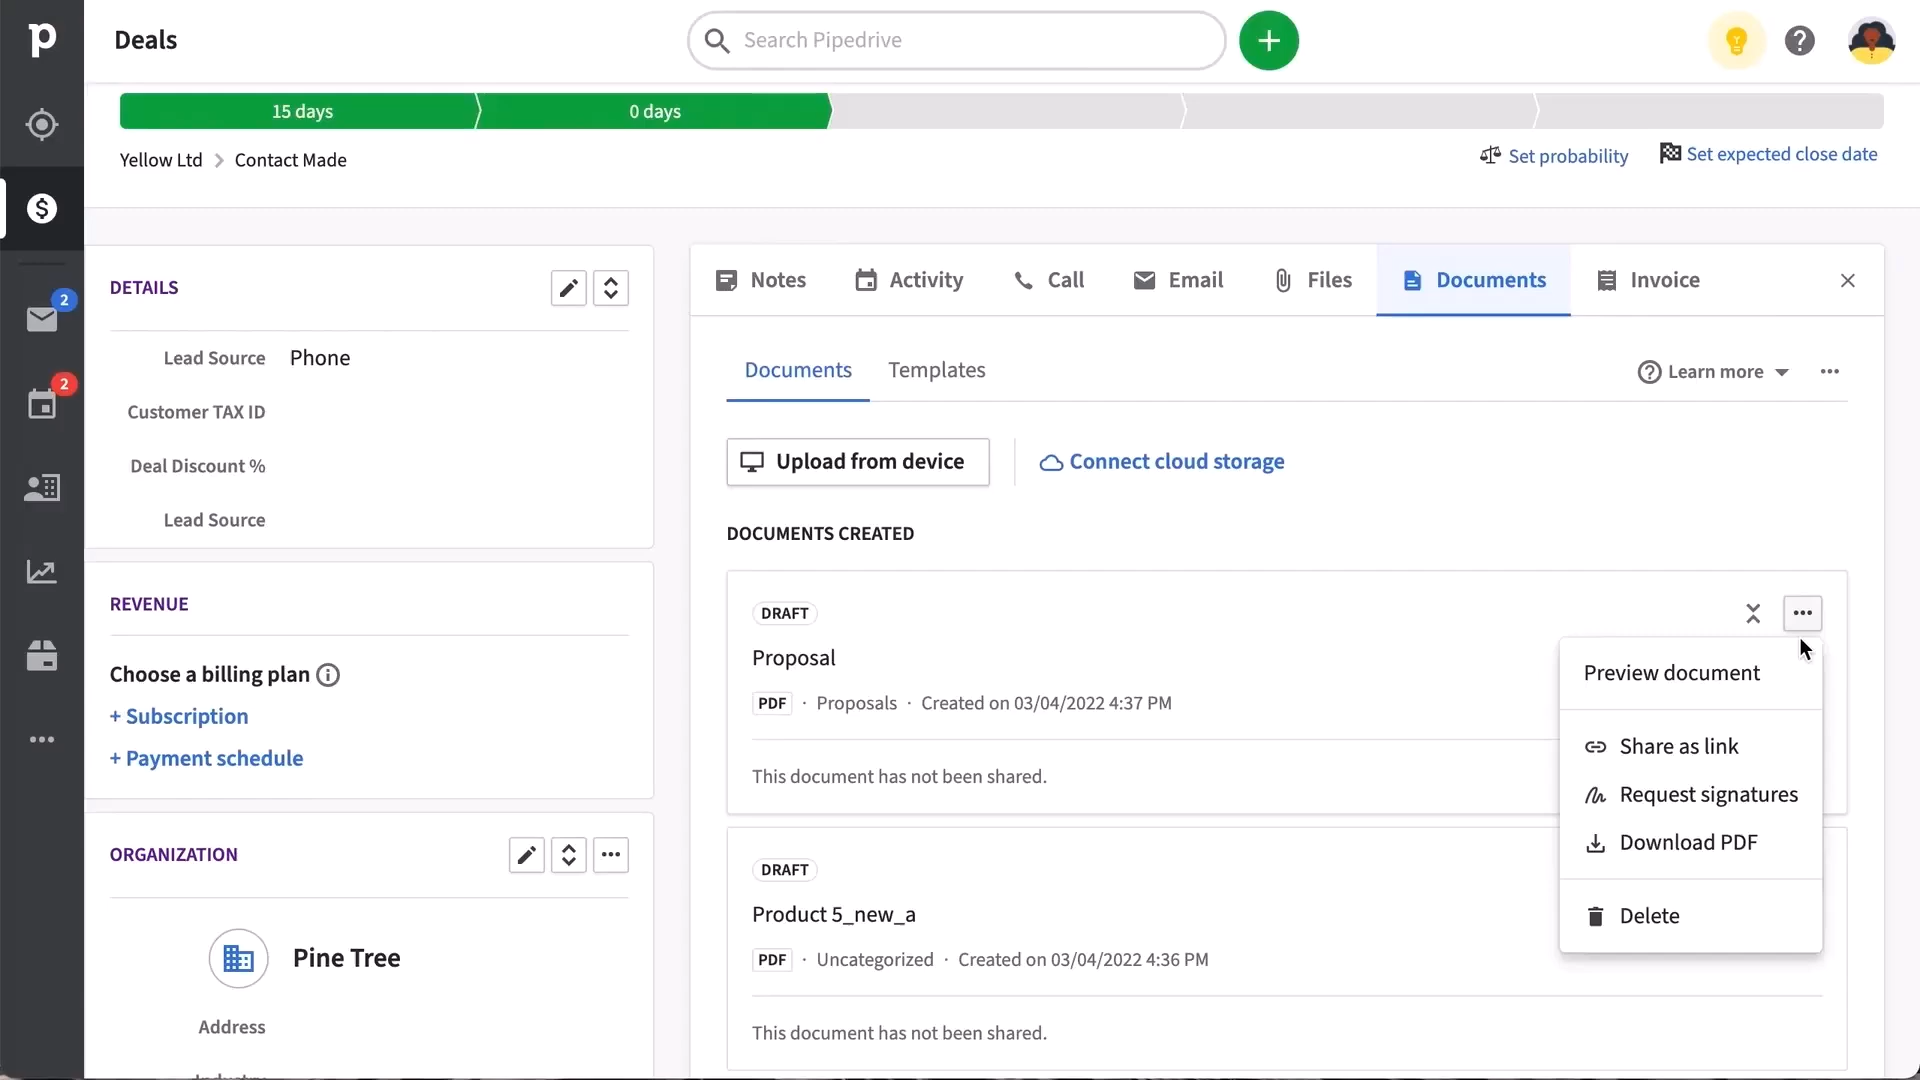 p
Deals
Search Pipedrive
15 days
0 days
Yellow Ltd
Contact Made
Set probability
Set expected close date
2
2
DETAILS
Lead Source Phone
Customer TAX ID
Deal Discount %
Lead Source
REVENUE
Choose a billing plan
+ Subscription
+ Payment schedule
ORGANIZATION
Pine Tree
Address
Notes
Activity
Call
Email
Files
Documents
Invoice
Documents
Templates
Learn more
Upload from device
Connect cloud storage
DOCUMENTS CREATED
DRAFT
Proposal
PDF · Proposals · Created on 03/04/2022 4:37 PM
This document has not been shared.
Preview document
Share as link
Request signatures
Download PDF
Delete
DRAFT
Product 5_new_a
PDF · Uncategorized · Created on 03/04/2022 4:36 PM
This document has not been shared.